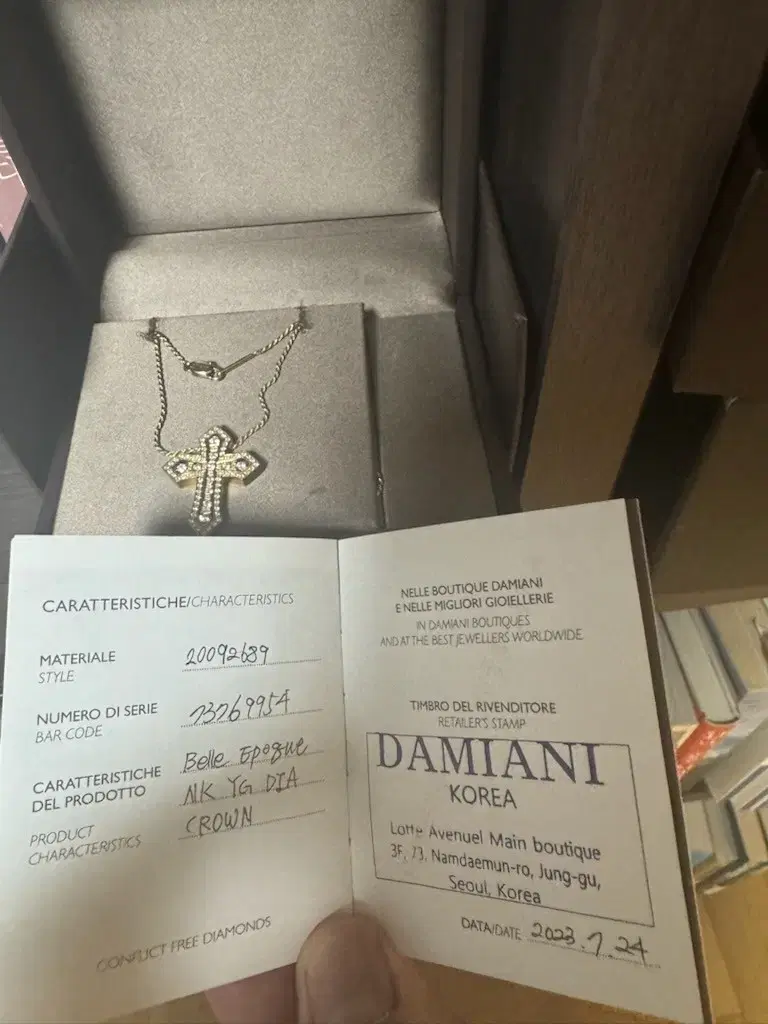 CARATTERISTICHE/CHARACTERISTICS
MATERIALE
STYLE
20092689
NUMERO DI SERIE
BAR CODE
23269954
CARATTERISTICHE
DEL PRODOTTO
PRODUCT
CHARACTERISTICS
Belle Epogue
NK YG DIA
CROWN
CONFLICT FREE DIAMONDS
NELLE BOUTIQUE DAMIANI
E NELLE MIGLIORI GIOIELLERIE
IN DAMIANI BOUTIQUES
AND AT THE BEST JEWELLERS WORLDWIDE
TIMBRO DEL RIVENDITORE
RETAILER'S STAMP
DAMIANI
KOREA
Lotte Avenuel Main boutique
3F, 73, Namdaemun-ro, Jung-gu,
Seoul, Korea
DATA/DATE 2023.7.24